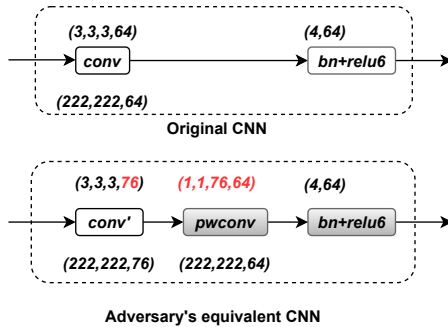 (3,3,3,64) (4,64)
conv bn+relu6
(222,222,64)
Original CNN
(3,3,3,76) (1,1,76,64) (4,64)
conv' pwconv bn+relu6
(222,222,76) (222,222,64)
Adversary's equivalent CNN